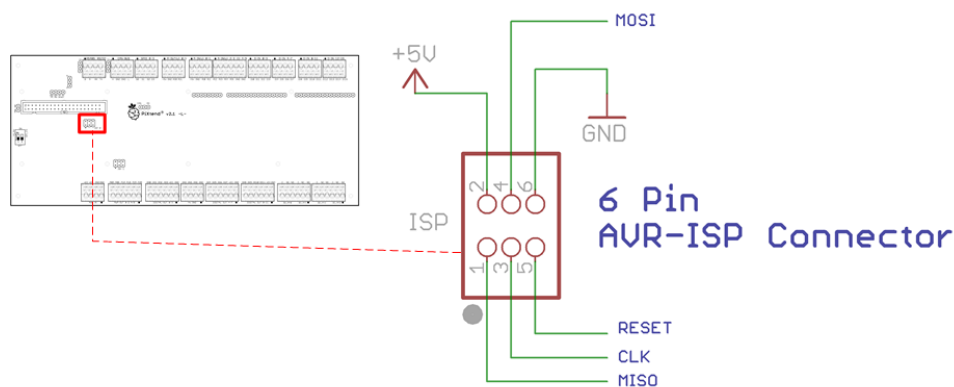 MOSI
+5V
GND
2 4 6
ISP
1 3 5
6 Pin
AVR-ISP Connector
RESET
CLK
MISO